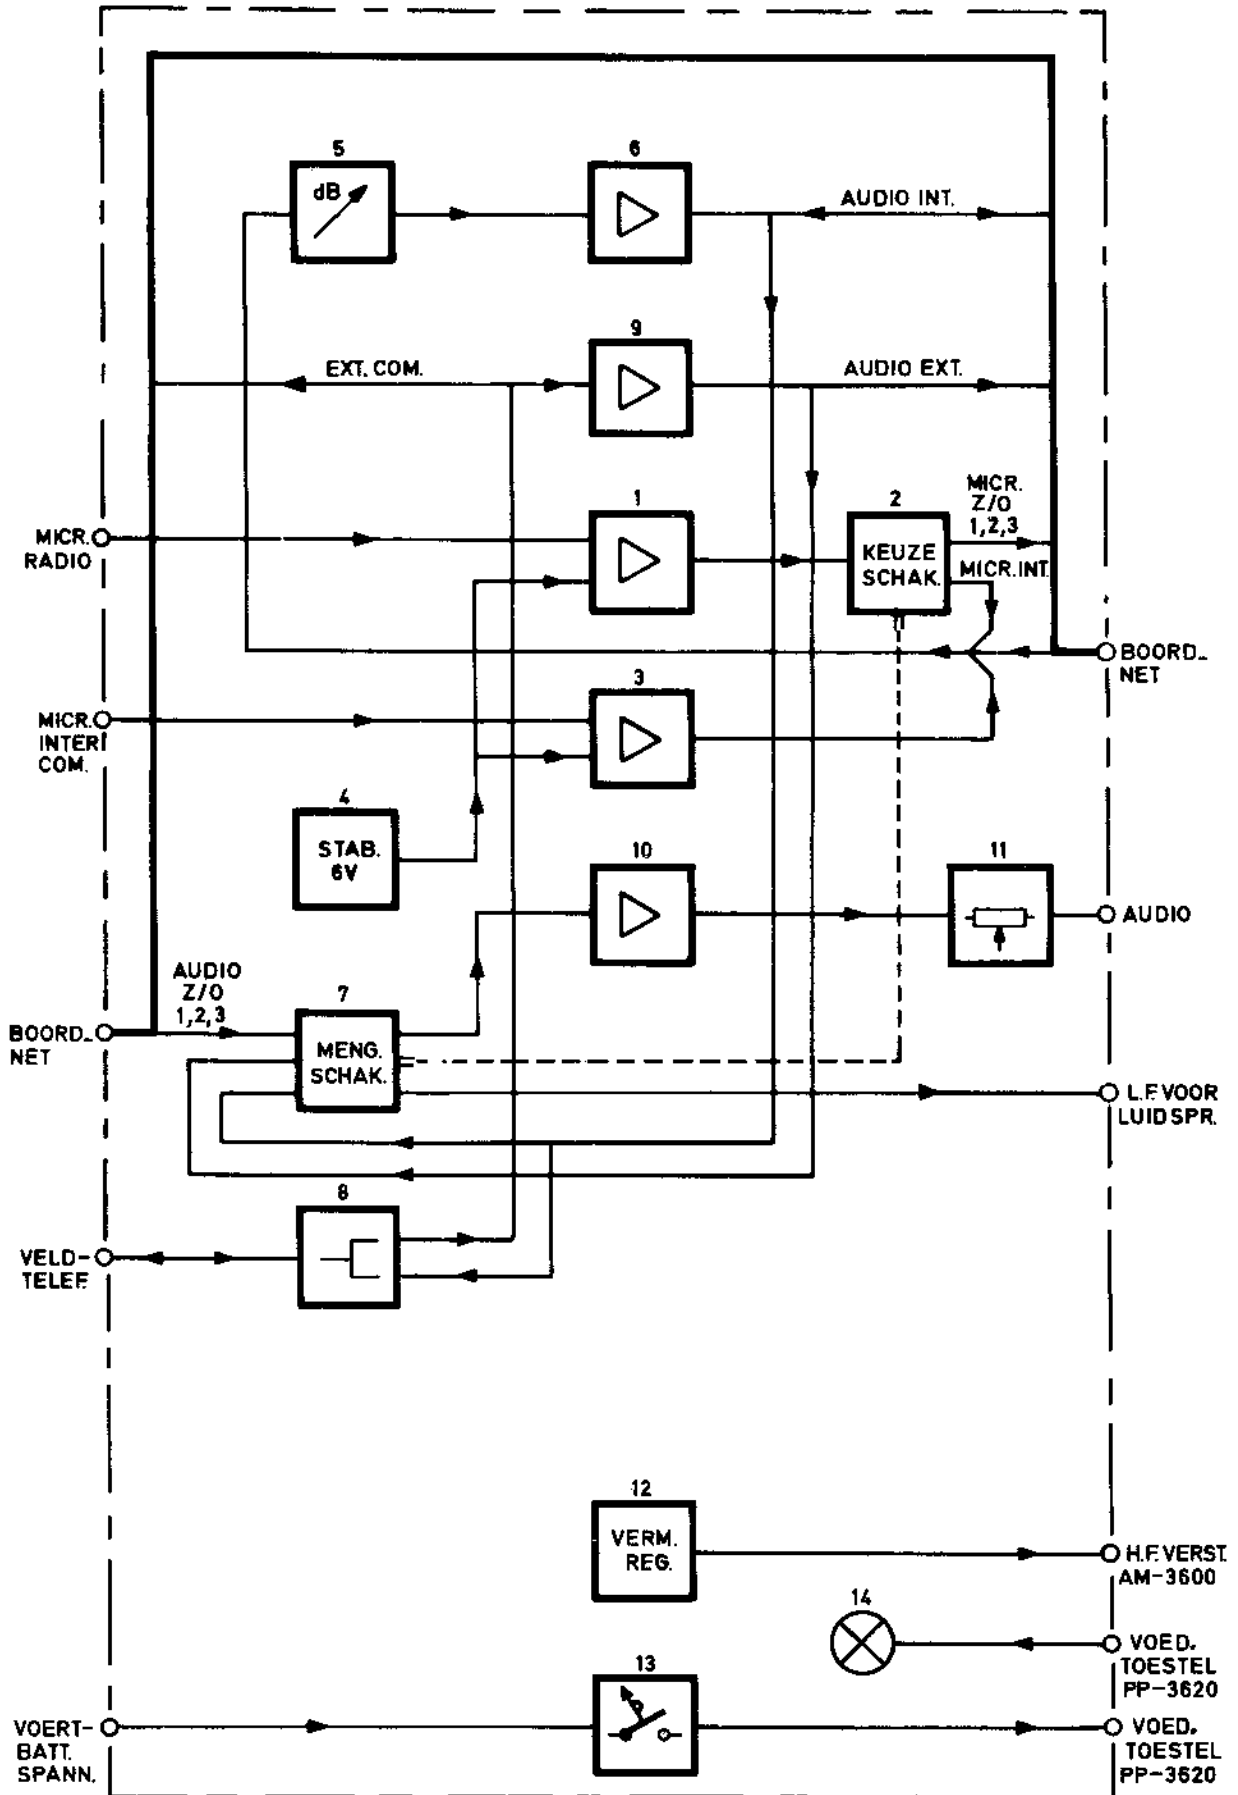 5
6
dB
AUDIO INT.
9
EXT. COM.
AUDIO EXT.
1
2
MICR.
Z/O
1,2,3
MICR.
RADIO
KEUZE
SCHAK.
MICR. INT.
BOORD_
NET
3
MICR.
INTER
COM.
4
STAB.
6V
10
11
AUDIO
AUDIO
Z/O
1,2,3
7
BOORD_
NET
MENG.
SCHAK.
L.F. VOOR
LUIDSPR.
8
VELD-
TELEF.
12
VERM.
REG.
H.F. VERST.
AM-3600
14
VOED.
TOESTEL
PP-3620
13
VOERT-
BATT.
SPANN.
VOED.
TOESTEL
PP-3620